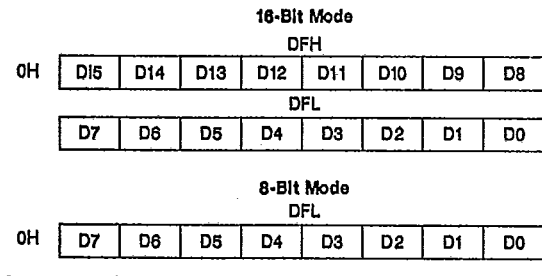 16-Bit Mode
DFH
0H D15 D14 D13 D12 D11 D10 D9 D8
DFL
D7 D6 D5 D4 D3 D2 D1 D0
8-Bit Mode
DFL
0H D7 D6 D5 D4 D3 D2 D1 D0